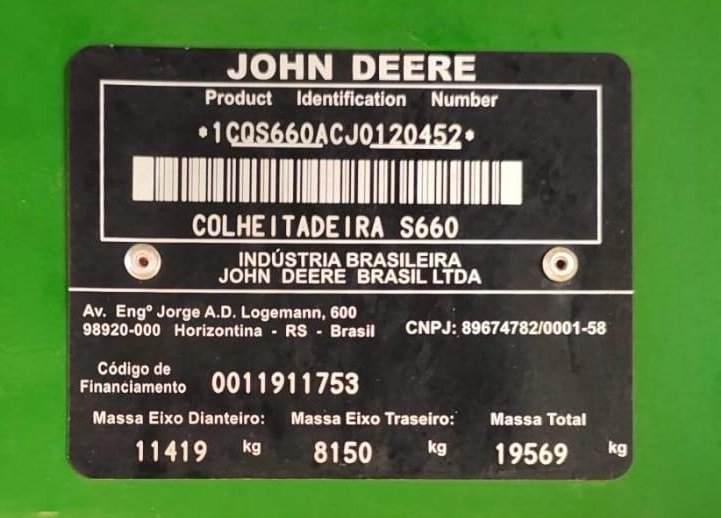 JOHN DEERE
Product Identification Number
*1CQS660ACJ0120452*
COLHEITADEIRA S660
INDÚSTRIA BRASILEIRA
JOHN DEERE BRASIL LTDA
Av. Engº Jorge A.D. Logemann, 600
98920-000 Horizontina - RS - Brasil CNPJ: 89674782/0001-58
Código de
Financiamento 0011911753
Massa Eixo Dianteiro: Massa Eixo Traseiro: Massa Total
11419 kg 8150 kg 19569 kg